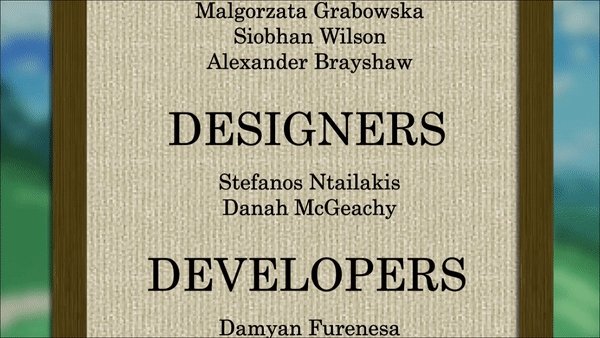 Malgorzata Grabowska
Siobhan Wilson
Alexander Brayshaw
DESIGNERS
Stefanos Ntailakis
Danah McGeachy
DEVELOPERS
Damyan Furenesa